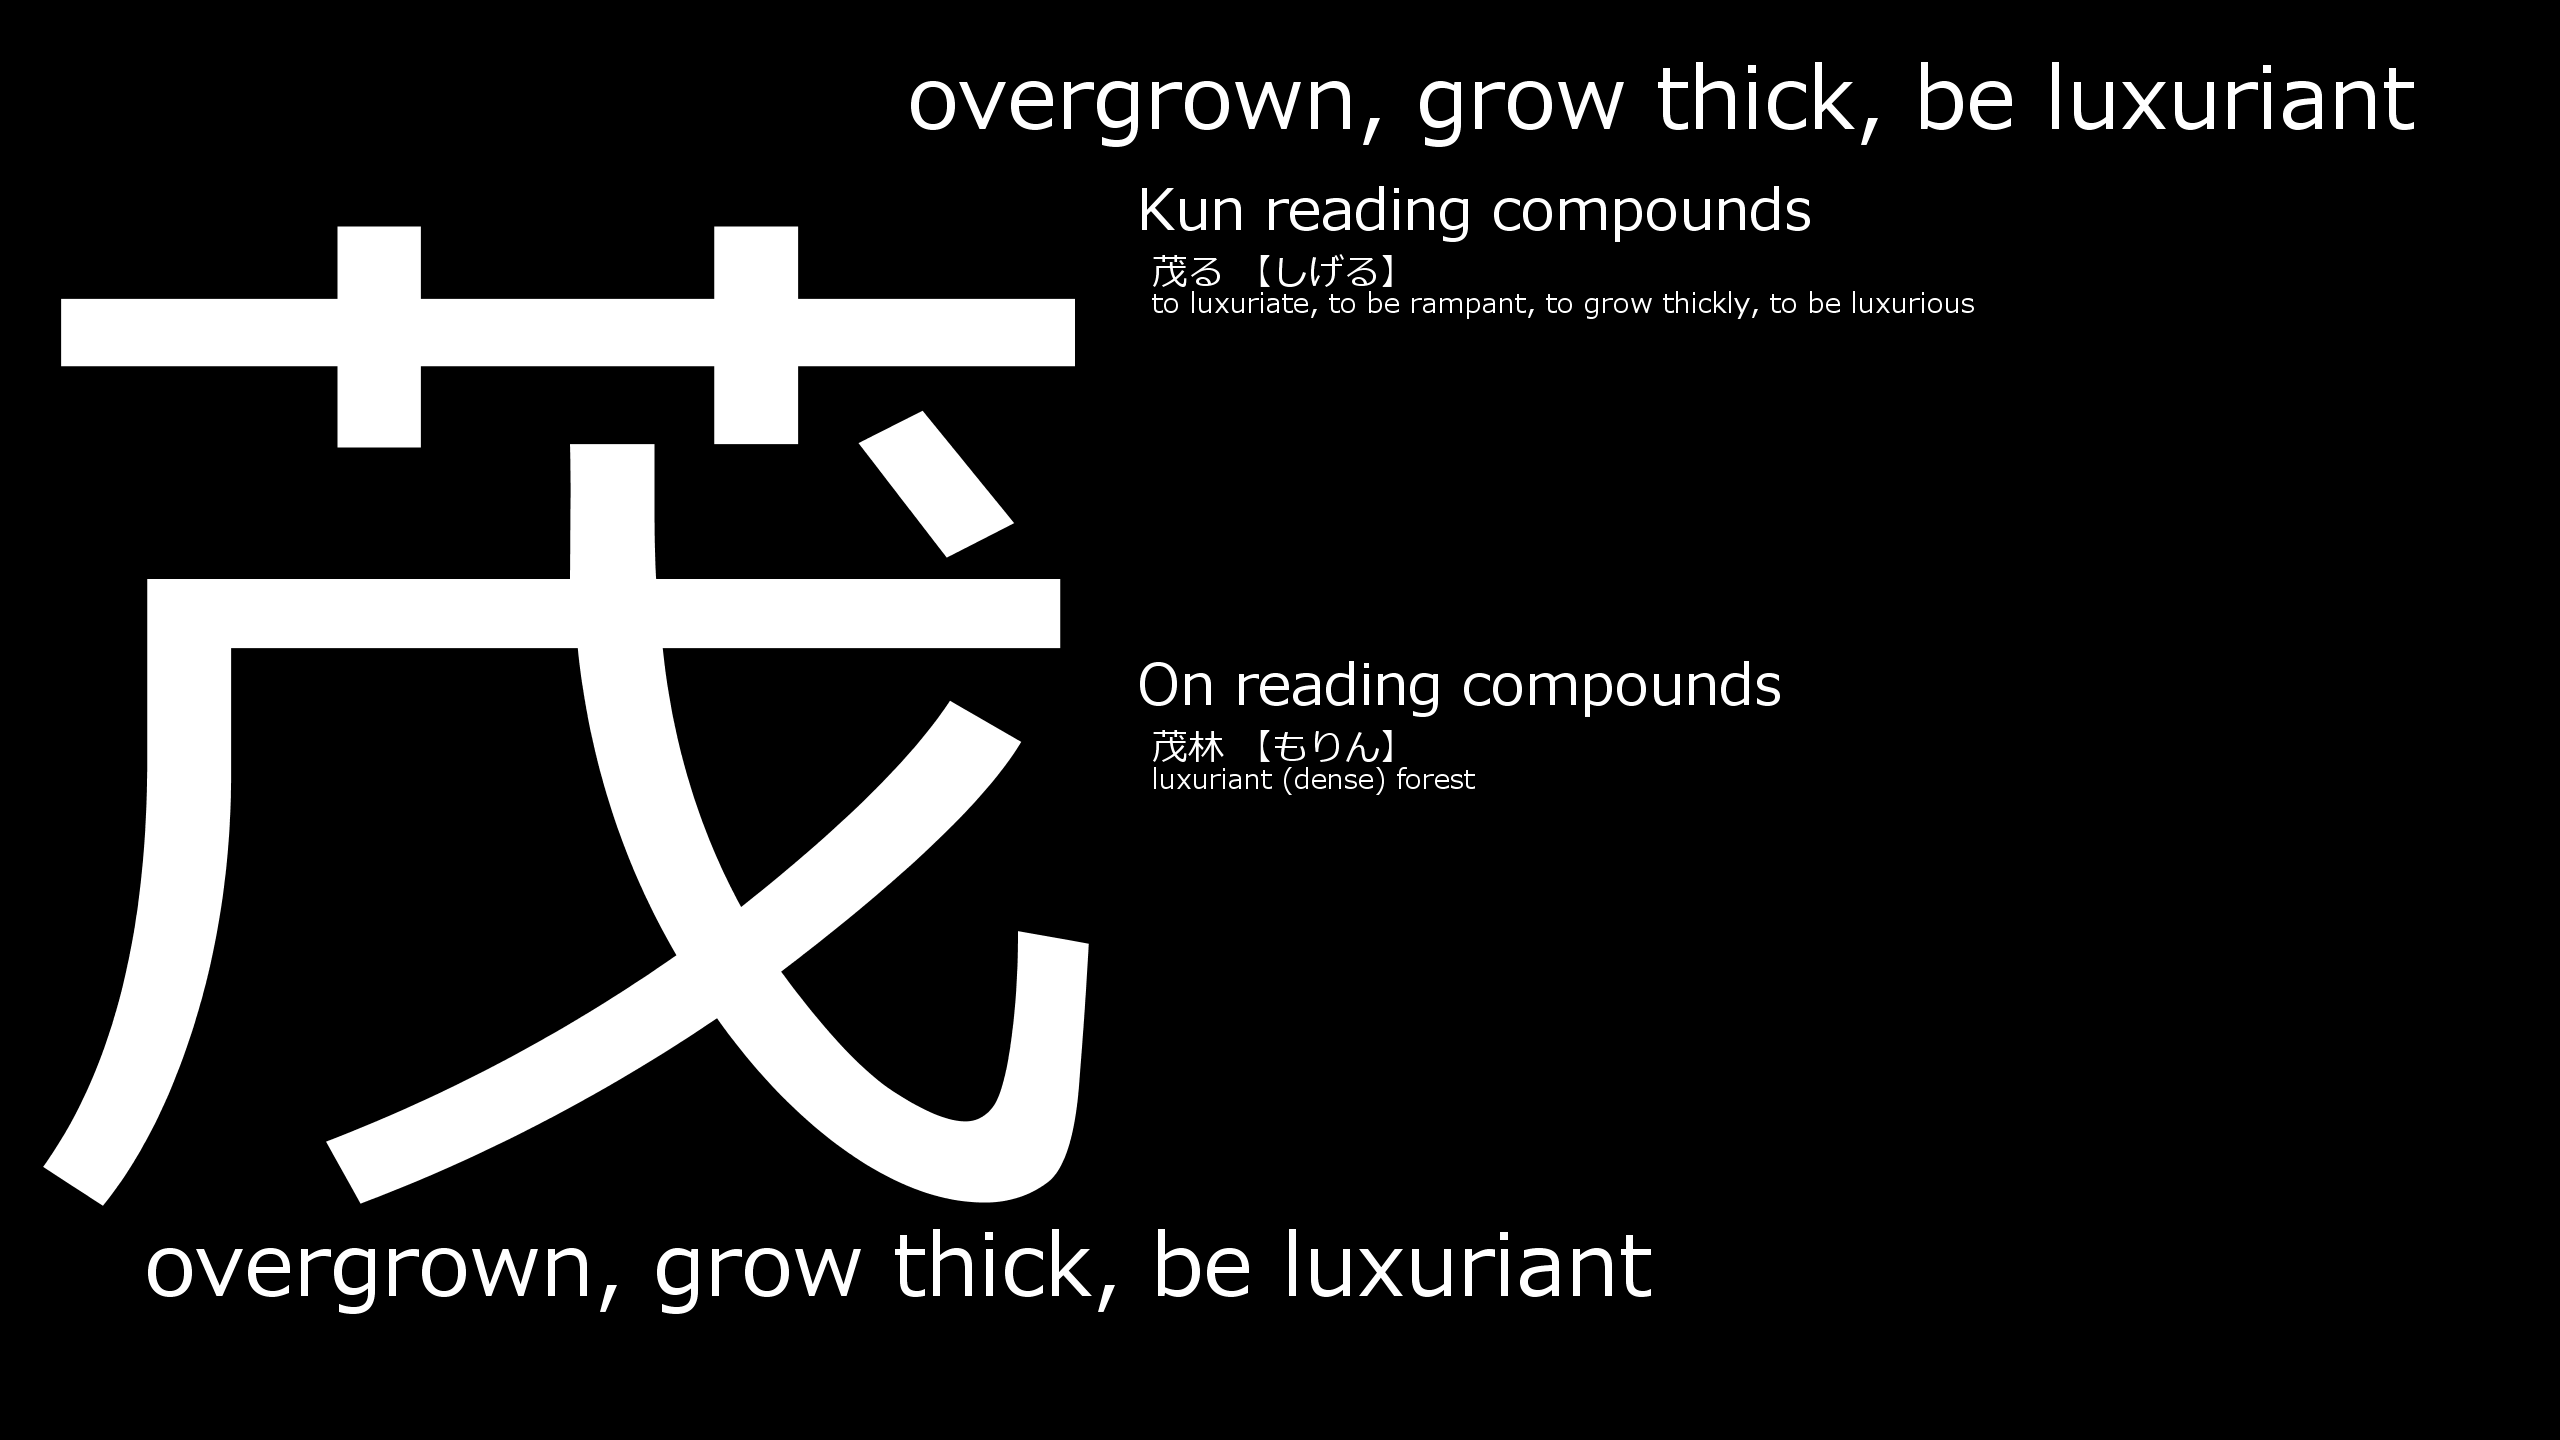 overgrown, grow thick, be luxuriant
茂
Kun reading compounds
茂る 【しげる】
to luxuriate, to be rampant, to grow thickly, to be luxurious
On reading compounds
茂林 【もりん】
luxuriant (dense) forest
overgrown, grow thick, be luxuriant